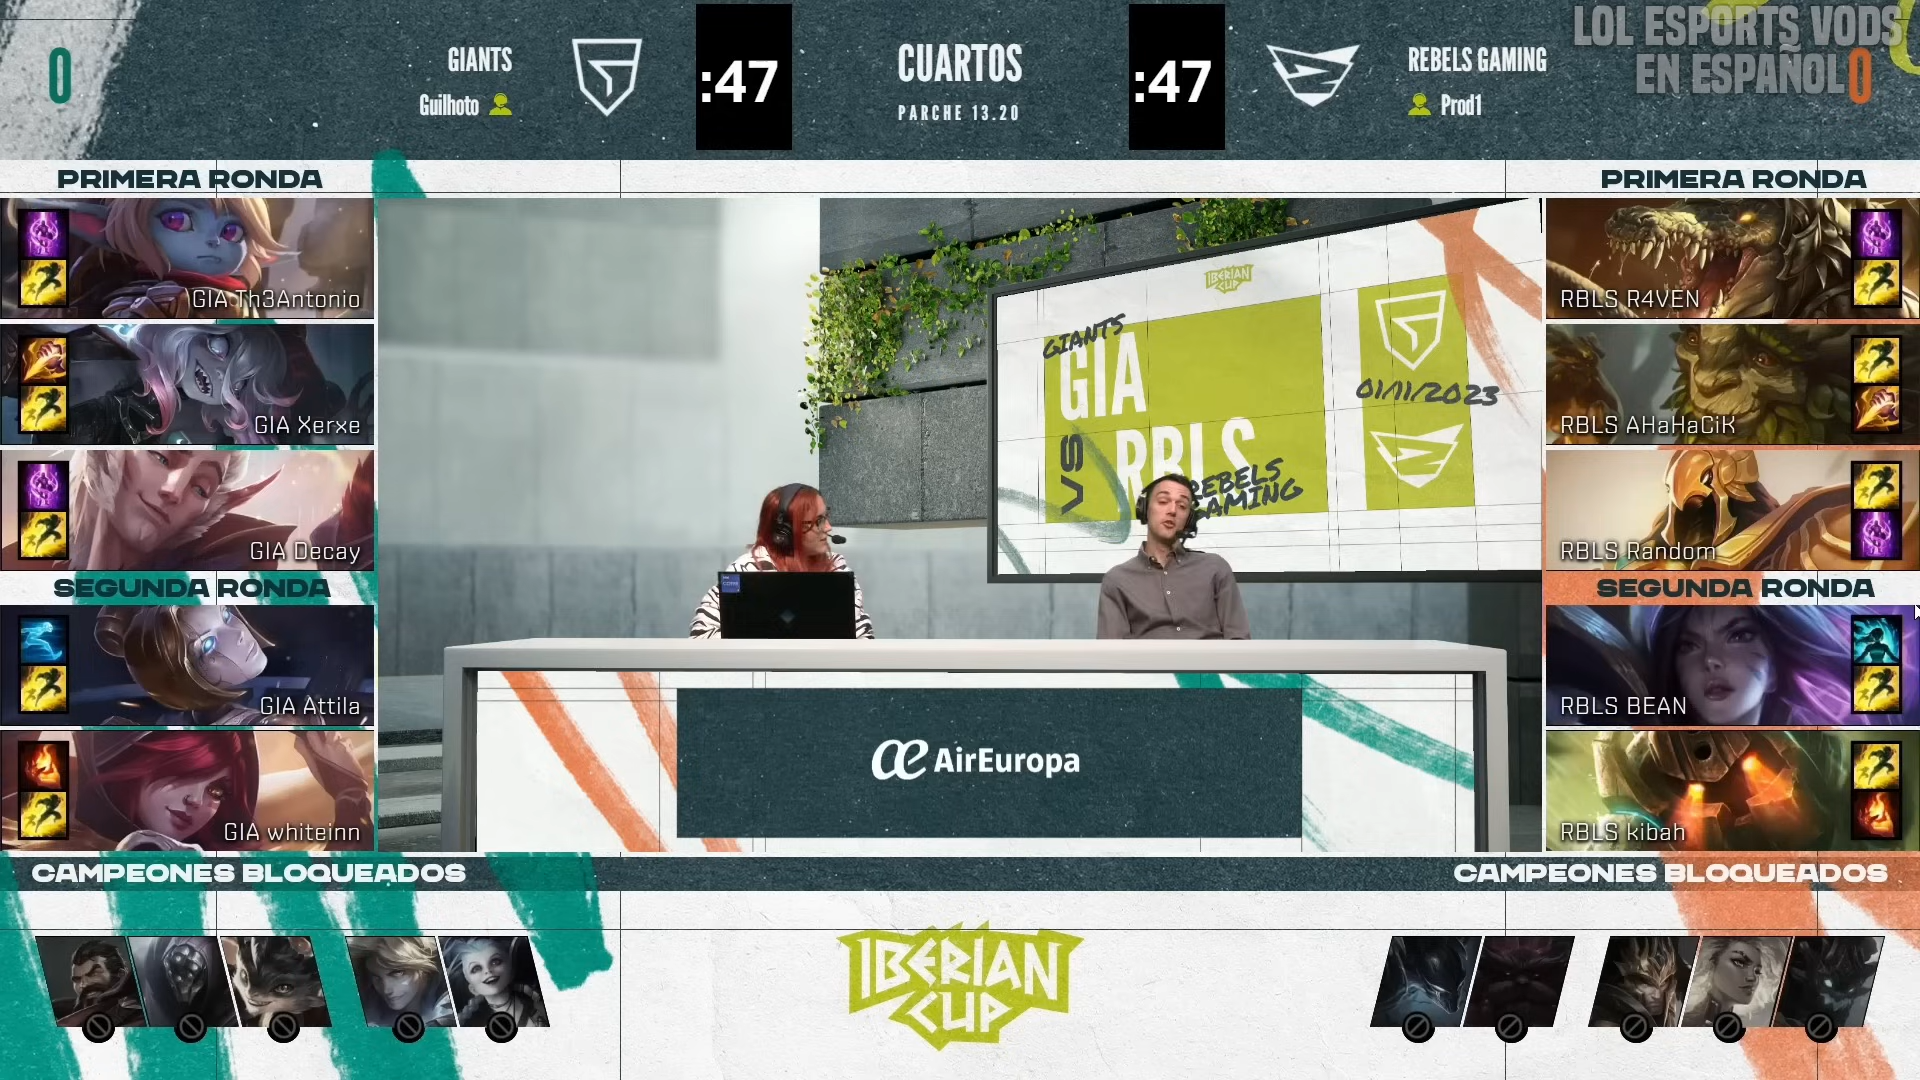 0
GIANTS
Guilhoto
:47
CUARTOS
PARCHE 13.20
:47
REBELS GAMING
Prod1
LOL ESPORTS VODS
EN ESPAÑOL
0
PRIMERA RONDA
PRIMERA RONDA
GIA Th3Antonio
GIA Xerxe
GIA Decay
SEGUNDA RONDA
GIA Attila
GIA whiteinn
IBERIAN
CUP
GIANTS
GIA
VS
RBLS
REBELS
GAMING
01/11/2023
AirEuropa
RBLS R4VEN
RBLS AHaHaCiK
RBLS Random
SEGUNDA RONDA
RBLS BEAN
RBLS kibah
CAMPEONES BLOQUEADOS
CAMPEONES BLOQUEADOS
IBERIAN
CUP